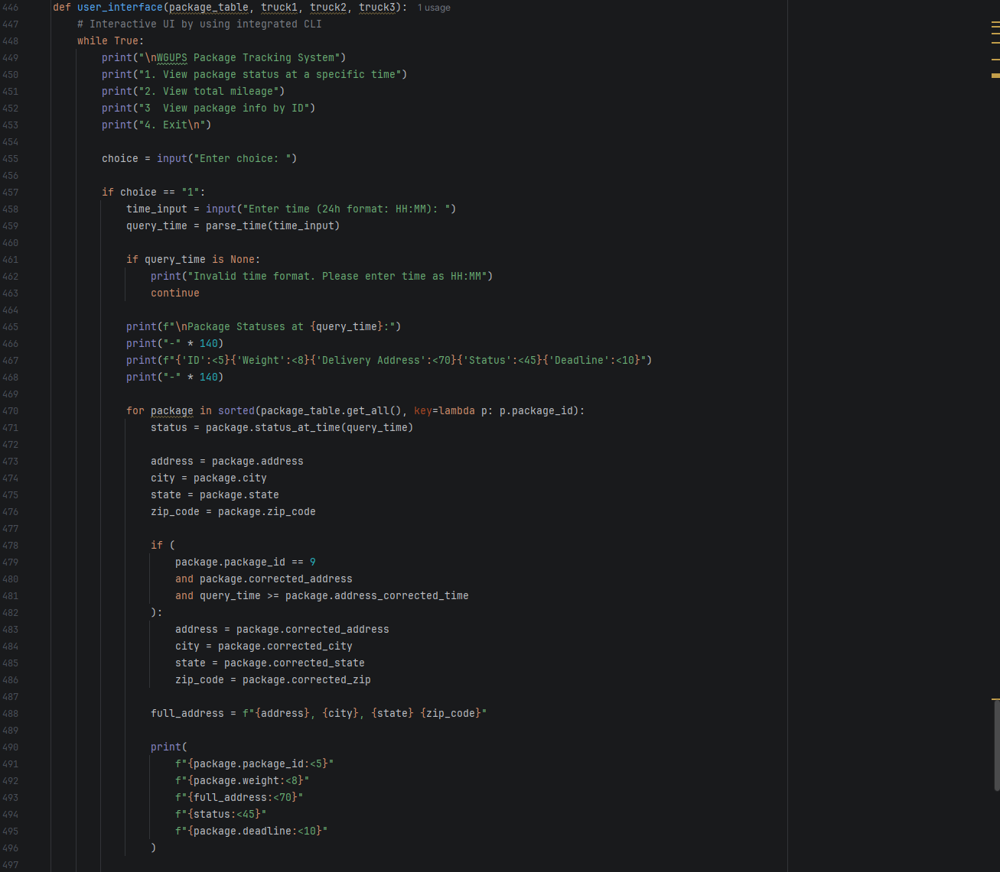 446 def user_interface(package_table, truck1, truck2, truck3): 1 usage
447 # Interactive UI by using integrated CLI
448 while True:
449 print("\nWGUPS Package Tracking System")
450 print("1. View package status at a specific time")
451 print("2. View total mileage")
452 print("3  View package info by ID")
453 print("4. Exit\n")
454
455 choice = input("Enter choice: ")
456
457 if choice == "1":
458 time_input = input("Enter time (24h format: HH:MM): ")
459 query_time = parse_time(time_input)
460
461 if query_time is None:
462 print("Invalid time format. Please enter time as HH:MM")
463 continue
464
465 print(f"\nPackage Statuses at {query_time}:")
466 print("-" * 140)
467 print(f"{'ID':<5}{'Weight':<8}{'Delivery Address':<70}{'Status':<45}{'Deadline':<10}")
468 print("-" * 140)
469
470 for package in sorted(package_table.get_all(), key=lambda p: p.package_id):
471 status = package.status_at_time(query_time)
472
473 address = package.address
474 city = package.city
475 state = package.state
476 zip_code = package.zip_code
477
478 if (
479 package.package_id == 9
480 and package.corrected_address
481 and query_time >= package.address_corrected_time
482 ):
483 address = package.corrected_address
484 city = package.corrected_city
485 state = package.corrected_state
486 zip_code = package.corrected_zip
487
488 full_address = f"{address}, {city}, {state} {zip_code}"
489
490 print(
491 f"{package.package_id:<5}"
492 f"{package.weight:<8}"
493 f"{full_address:<70}"
494 f"{status:<45}"
495 f"{package.deadline:<10}"
496 )
497